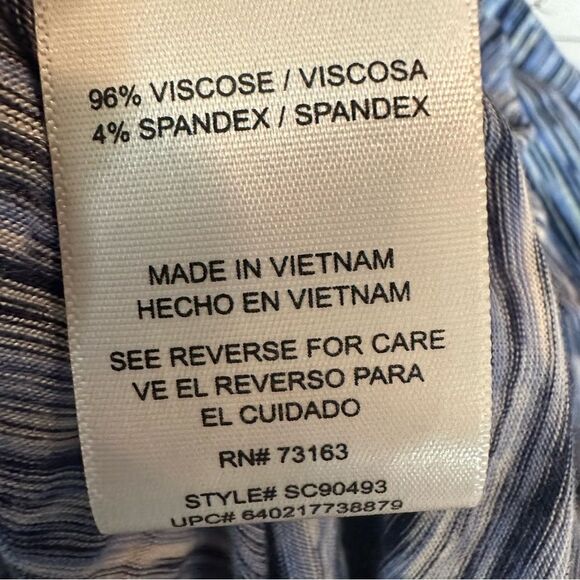 96% VISCOSE / VISCOSA
4% SPANDEX / SPANDEX
MADE IN VIETNAM
HECHO EN VIETNAM
SEE REVERSE FOR CARE
VE EL REVERSO PARA
EL CUIDADO
RN# 73163
STYLE# SC90493
UPC# 640217738879